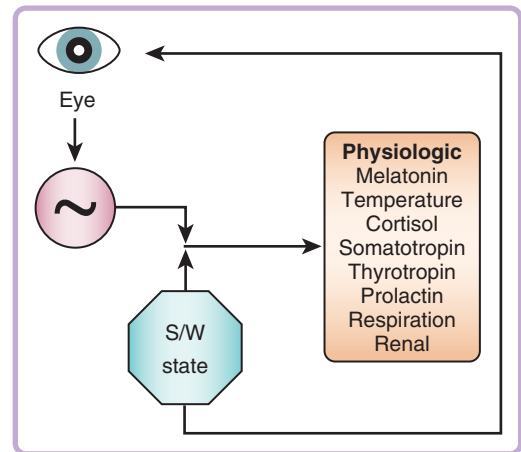 Eye
~
S/W
state
Physiologic
Melatonin
Temperature
Cortisol
Somatotropin
Thyrotropin
Prolactin
Respiration
Renal